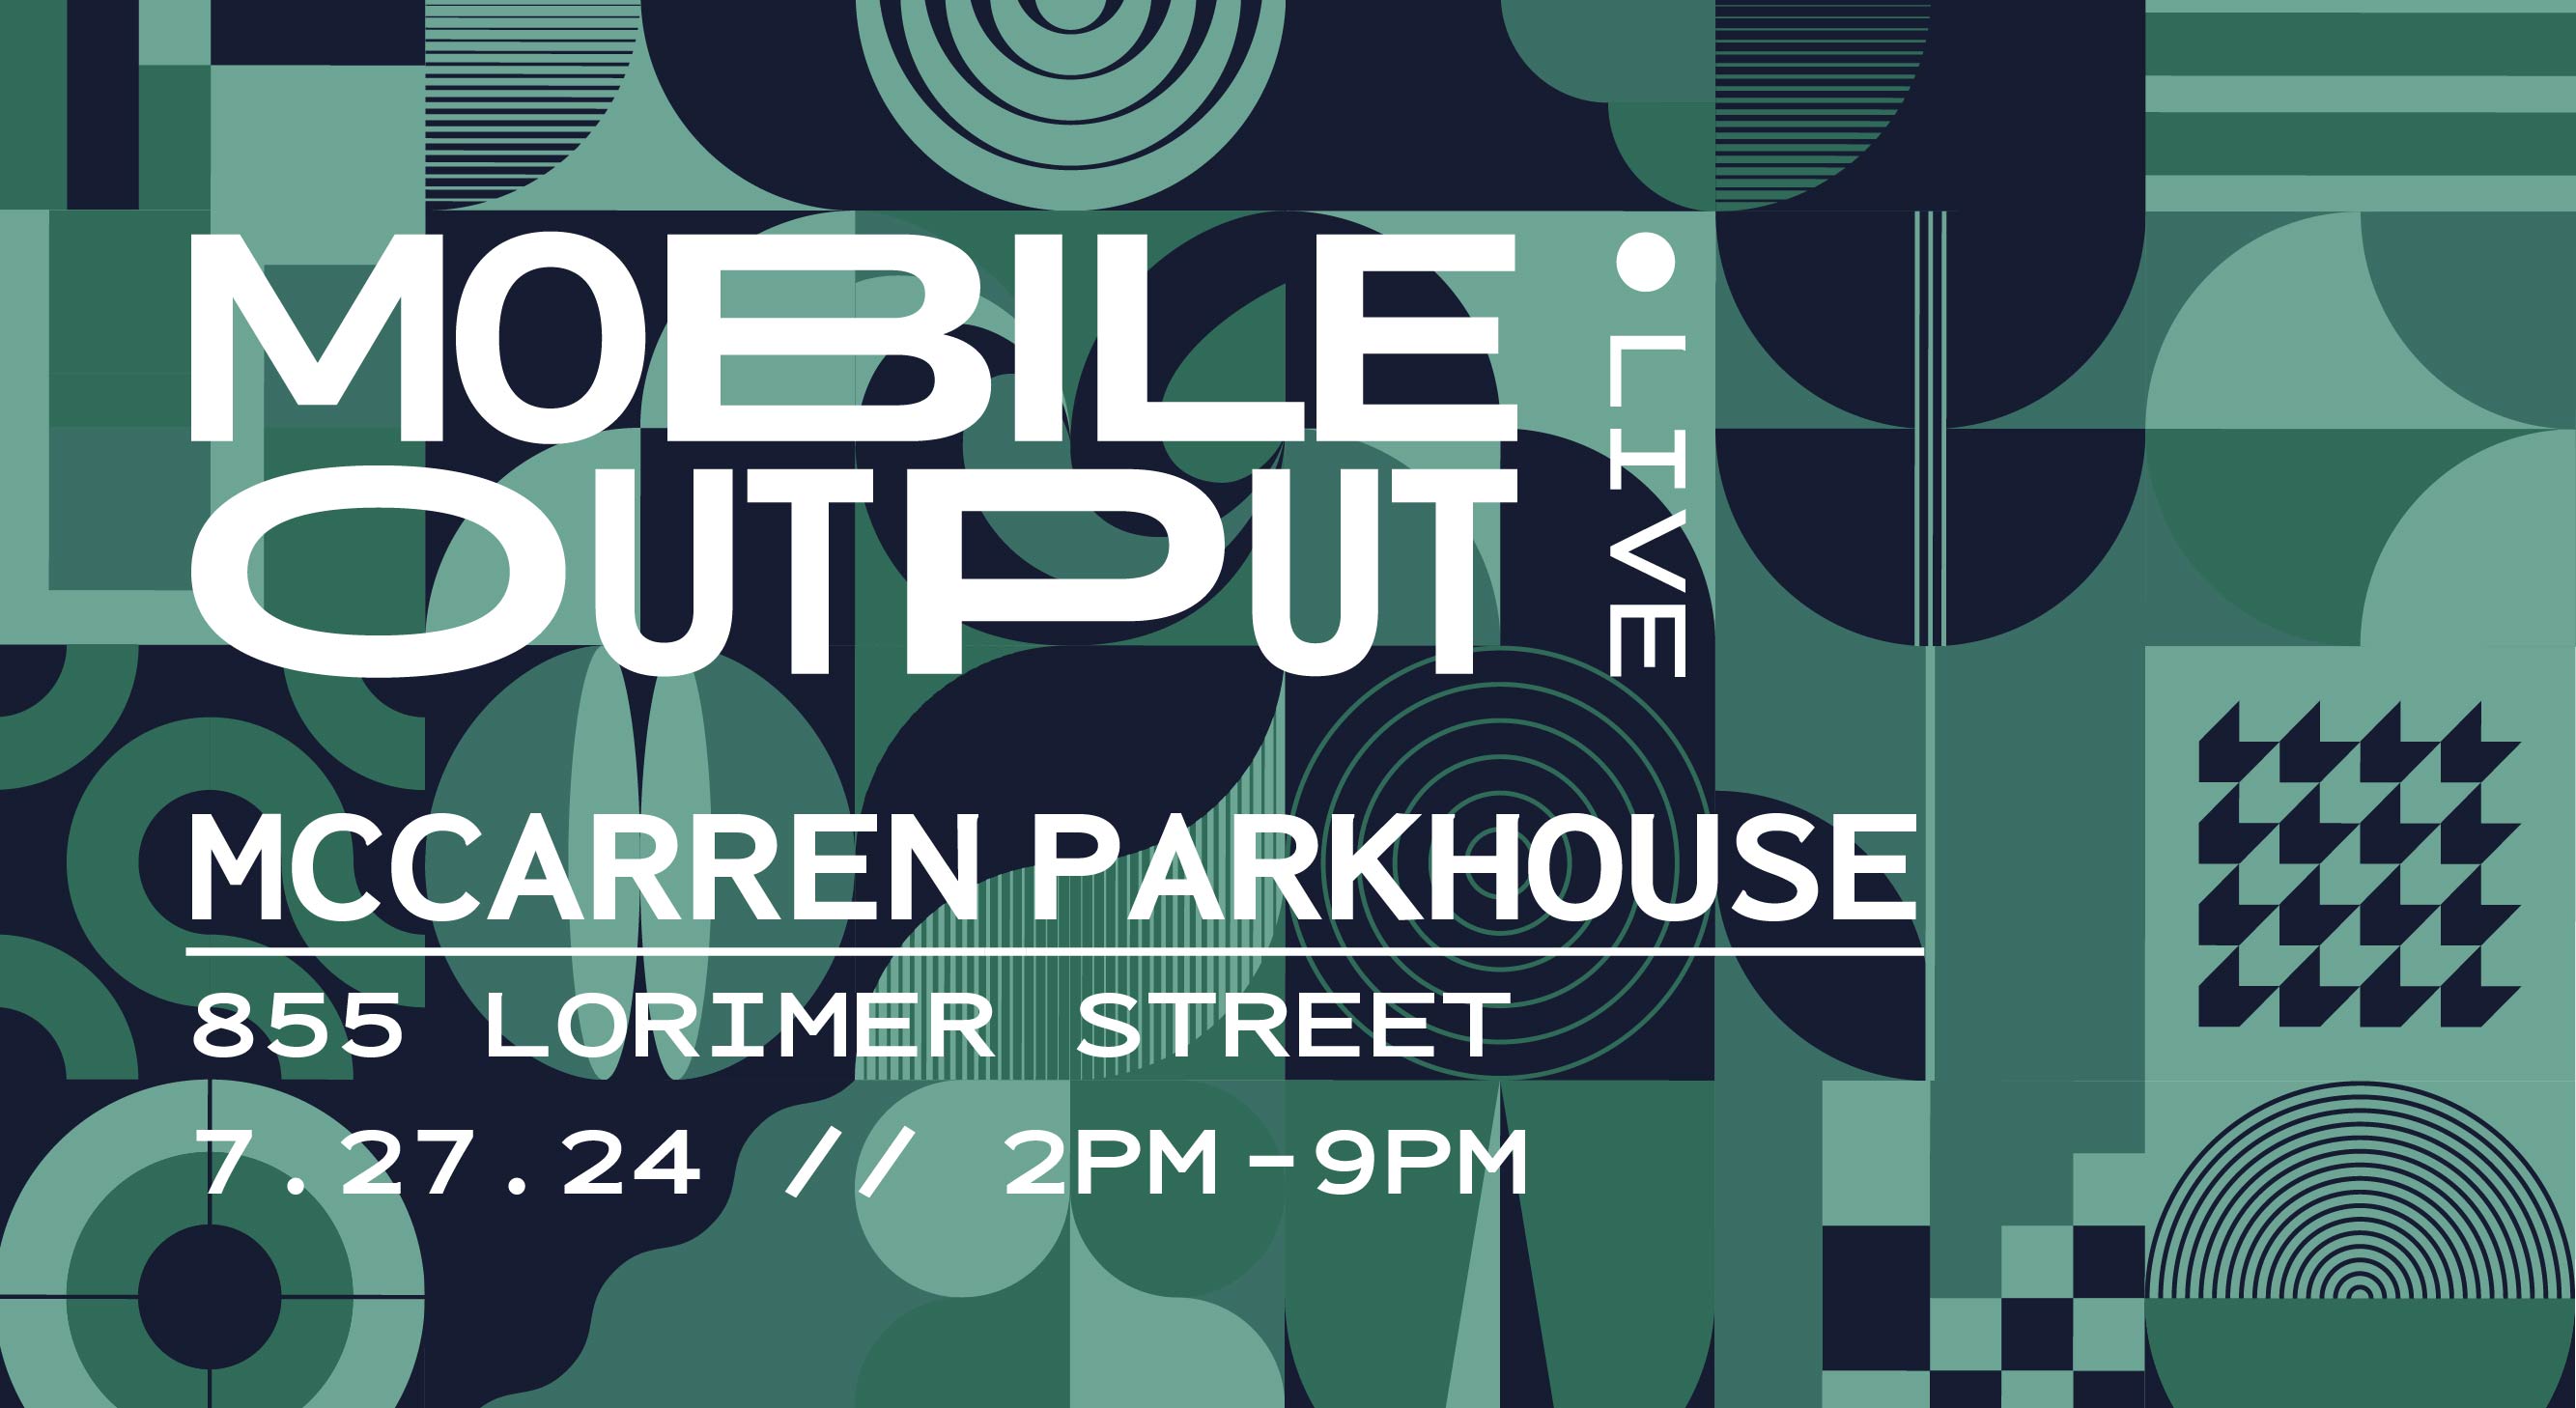 MOBILE
OUTPUT
• LIVE
MCCARREN PARKHOUSE
855 LORIMER STREET
7.27.24 // 2PM-9PM